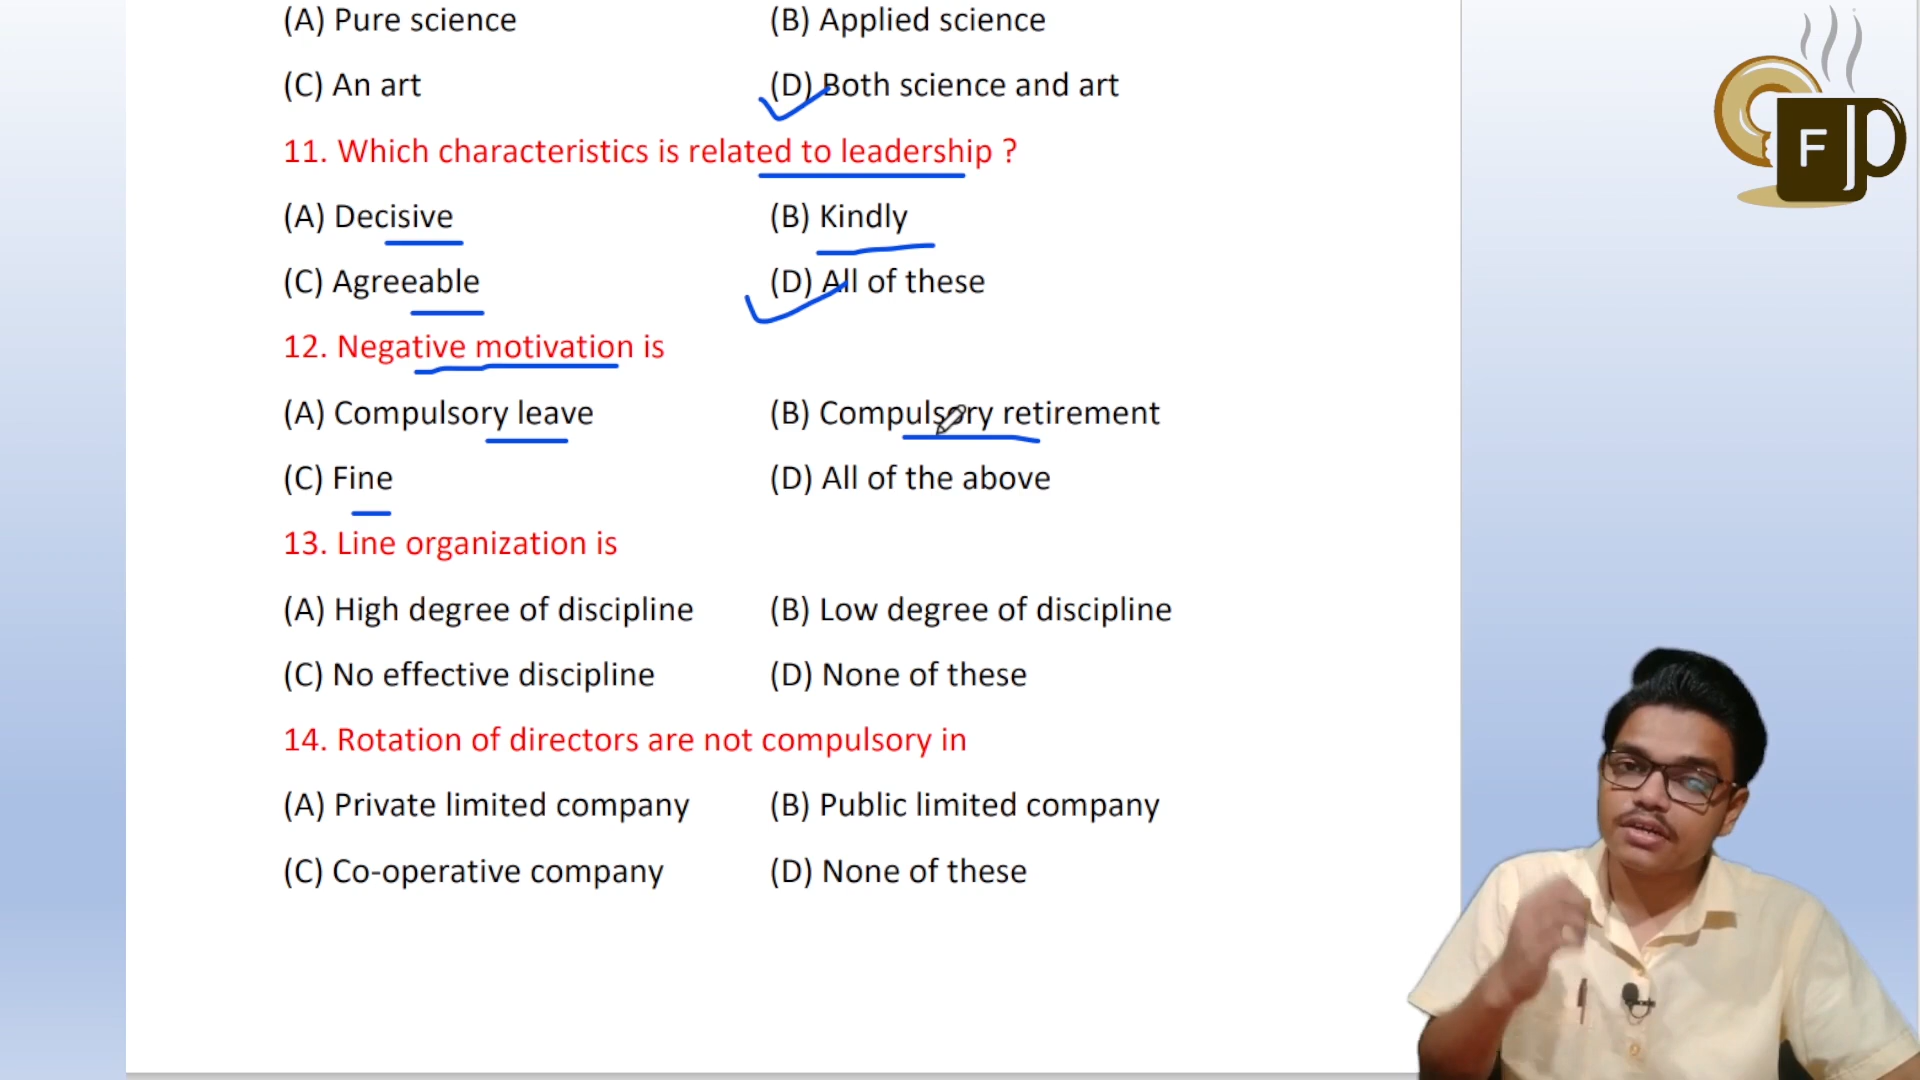 (A) Pure science (B) Applied science
(C) An art (D) Both science and art
11. Which characteristics is related to leadership ?
(A) Decisive (B) Kindly
(C) Agreeable (D) All of these
12. Negative motivation is
(A) Compulsory leave (B) Compulsory retirement
(C) Fine (D) All of the above
13. Line organization is
(A) High degree of discipline (B) Low degree of discipline
(C) No effective discipline (D) None of these
14. Rotation of directors are not compulsory in
(A) Private limited company (B) Public limited company
(C) Co-operative company (D) None of these
F J